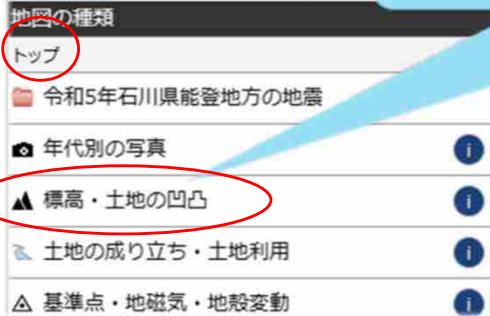 地図の種類
トップ
令和5年石川県能登地方の地震
年代別の写真
標高・土地の凹凸
土地の成り立ち・土地利用
基準点・地磁気・地殻変動